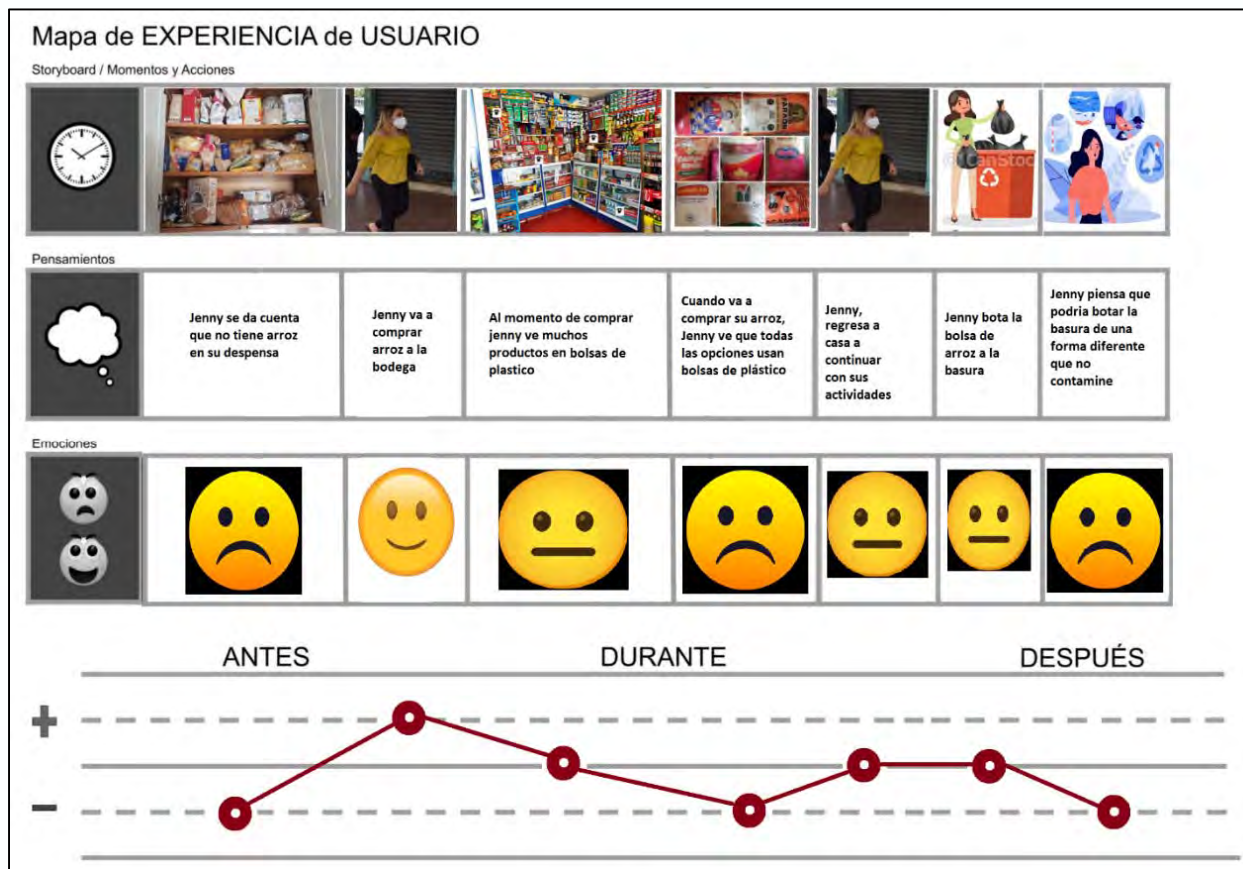 Mapa de EXPERIENCIA de USUARIO
Storyboard / Momentos y Acciones
Pensamientos
Jenny se da cuenta
que no tiene arroz
en su despensa
Jenny va a
comprar
arroz a la
bodega
Al momento de comprar
jenny ve muchos
productos en bolsas de
plastico
Cuando va a
comprar su arroz,
Jenny ve que todas
las opciones usan
bolsas de plástico
Jenny,
regresa a
casa a
continuar
con sus
actividades
Jenny bota la
bolsa de
arroz a la
basura
Jenny piensa que
podria botar la
basura de una
forma diferente
que no
contamine
Emociones
ANTES
DURANTE
DESPUÉS
+
-